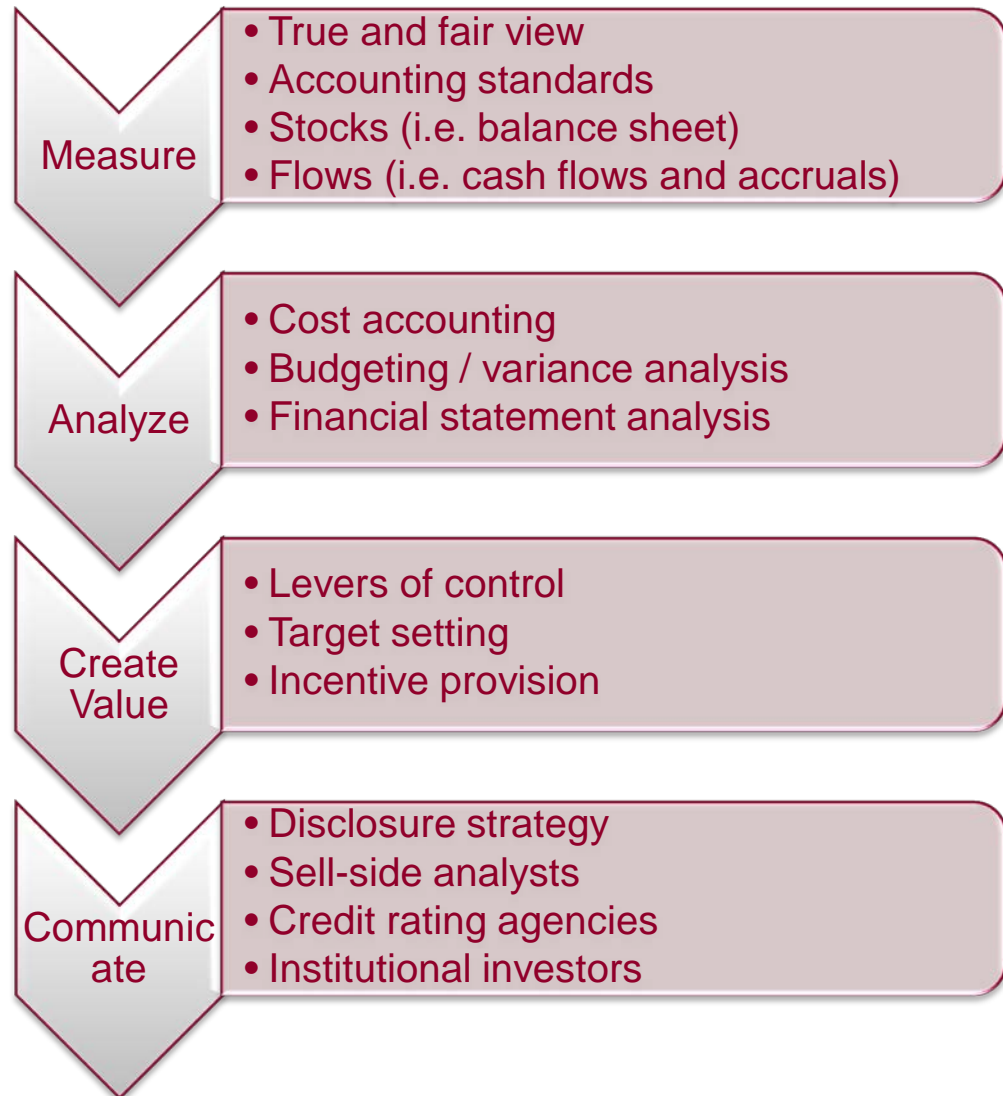 Measure
• True and fair view
• Accounting standards
• Stocks (i.e. balance sheet)
• Flows (i.e. cash flows and accruals)
Analyze
• Cost accounting
• Budgeting / variance analysis
• Financial statement analysis
Create
Value
• Levers of control
• Target setting
• Incentive provision
Communic
ate
• Disclosure strategy
• Sell-side analysts
• Credit rating agencies
• Institutional investors